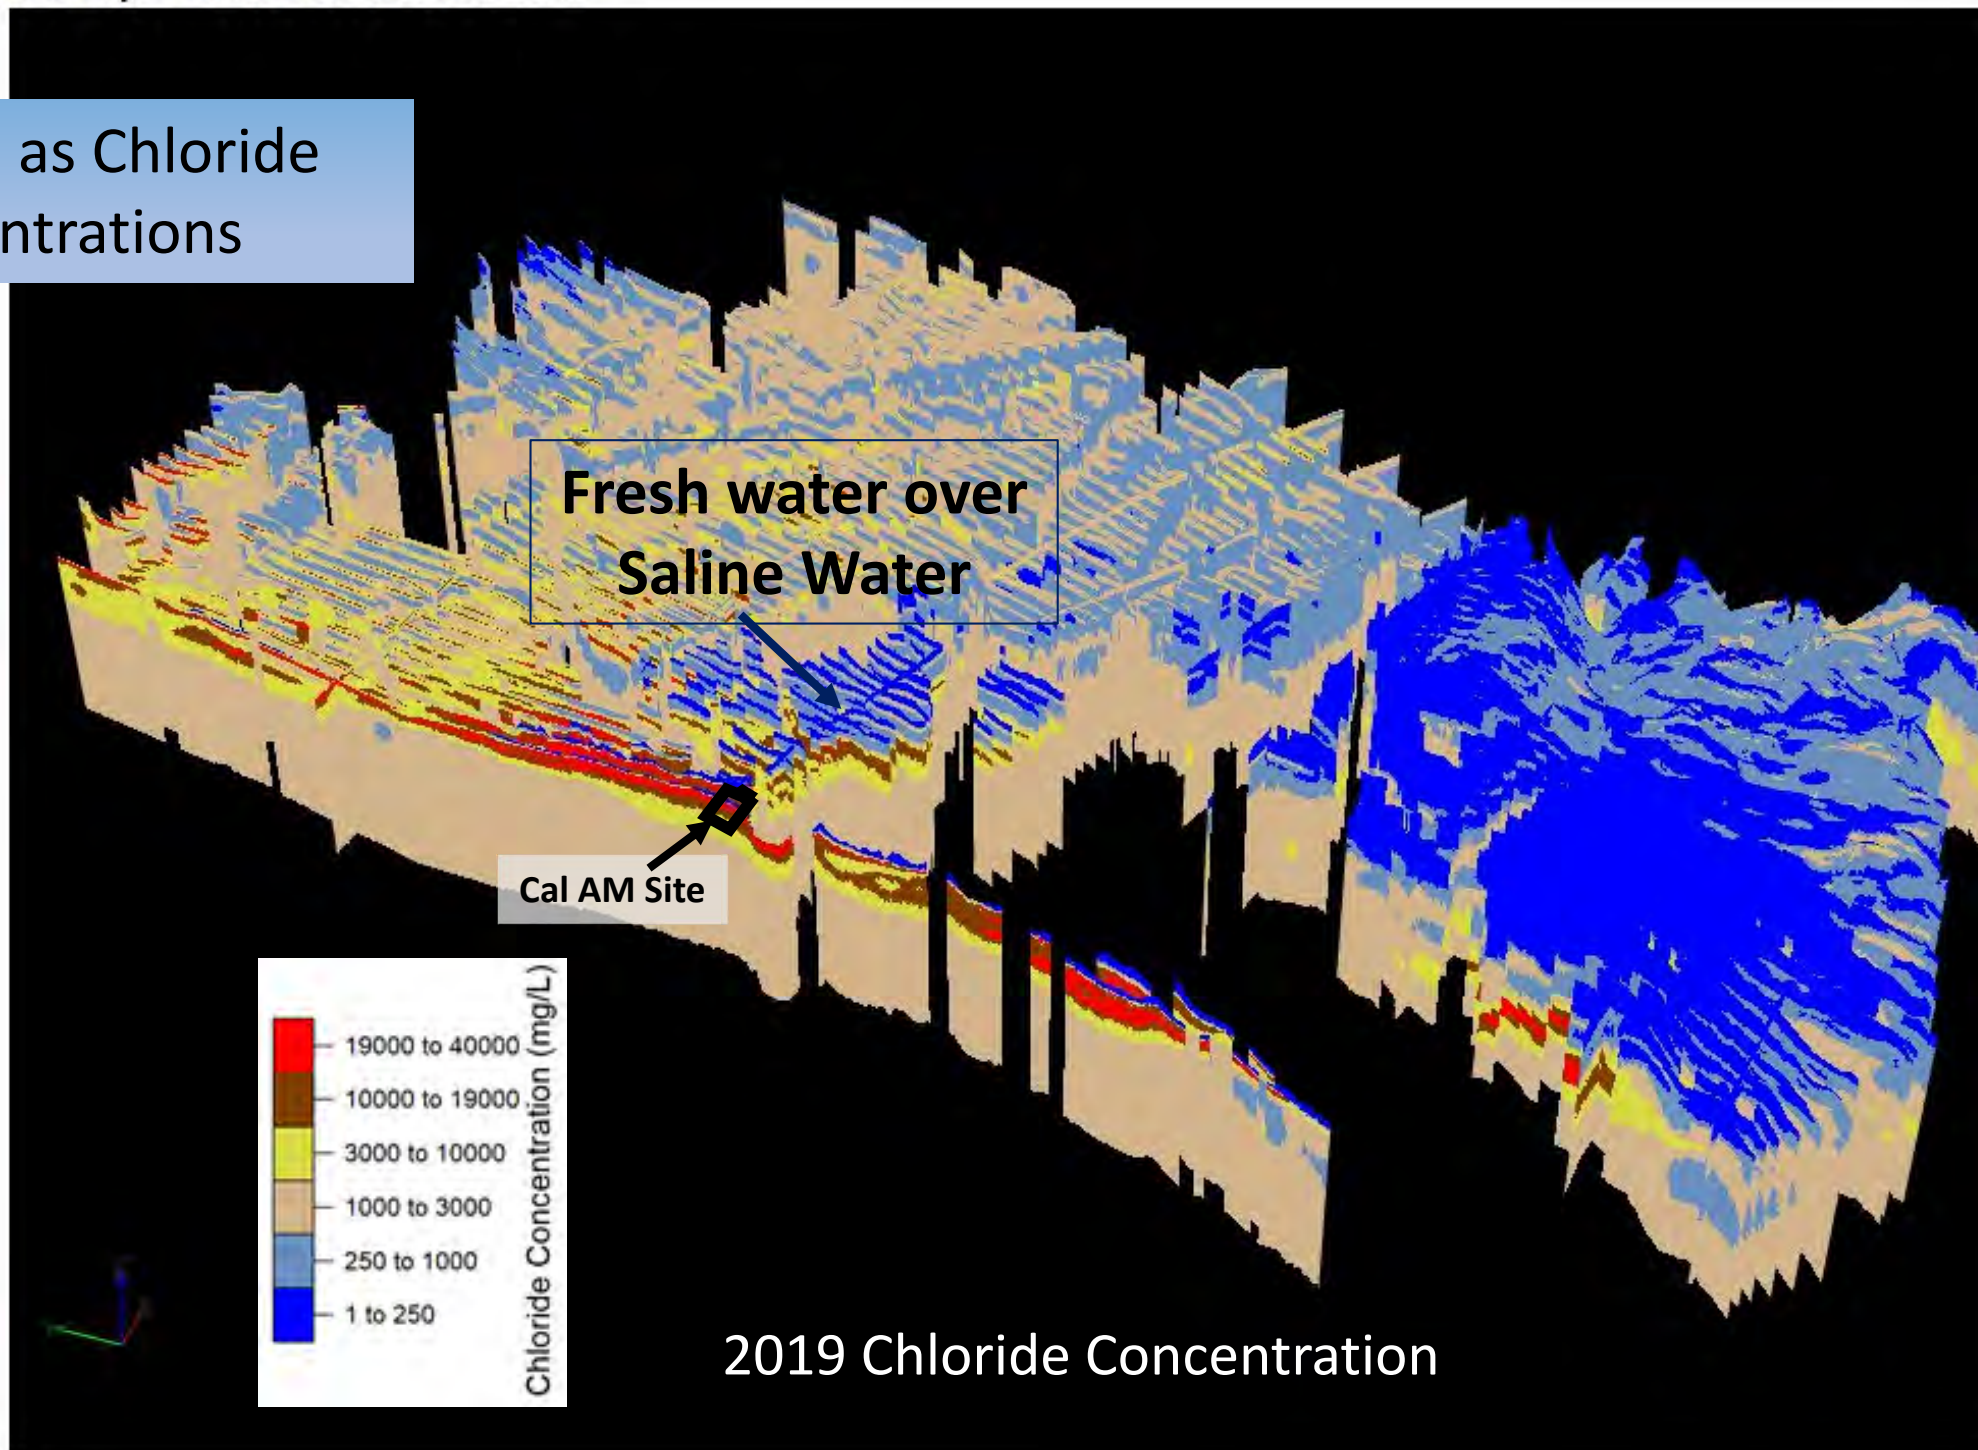 as Chloride
ntrations
Fresh water over
Saline Water
Cal AM Site
Chloride Concentration (mg/L)
19000 to 40000
10000 to 19000
3000 to 10000
1000 to 3000
250 to 1000
1 to 250
2019 Chloride Concentration